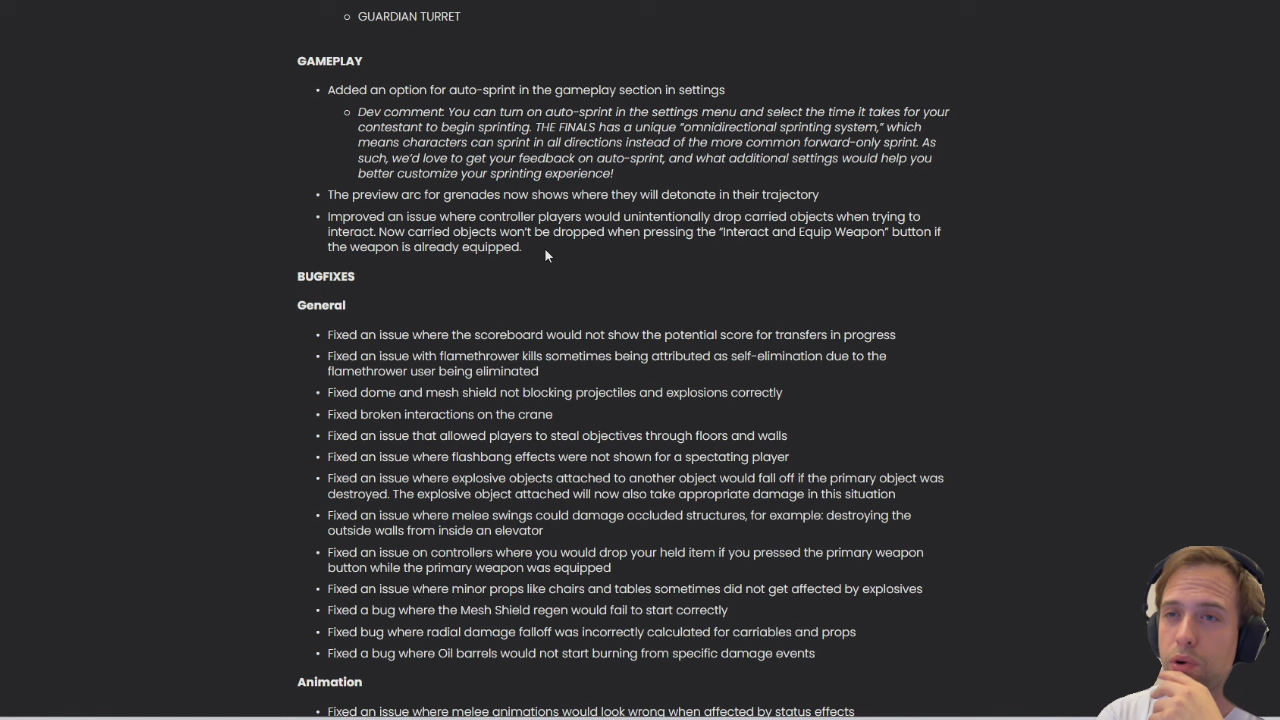 ◦ GUARDIAN TURRET
GAMEPLAY
• Added an option for auto-sprint in the gameplay section in settings
◦ Dev comment: You can turn on auto-sprint in the settings menu and select the time it takes for your
contestant to begin sprinting. THE FINALS has a unique “omnidirectional sprinting system,” which
means characters can sprint in all directions instead of the more common forward-only sprint. As
such, we’d love to get your feedback on auto-sprint, and what additional settings would help you
better customize your sprinting experience!
• The preview arc for grenades now shows where they will detonate in their trajectory
• Improved an issue where controller players would unintentionally drop carried objects when trying to
interact. Now carried objects won’t be dropped when pressing the “Interact and Equip Weapon” button if
the weapon is already equipped.
BUGFIXES
General
• Fixed an issue where the scoreboard would not show the potential score for transfers in progress
• Fixed an issue with flamethrower kills sometimes being attributed as self-elimination due to the
flamethrower user being eliminated
• Fixed dome and mesh shield not blocking projectiles and explosions correctly
• Fixed broken interactions on the crane
• Fixed an issue that allowed players to steal objectives through floors and walls
• Fixed an issue where flashbang effects were not shown for a spectating player
• Fixed an issue where explosive objects attached to another object would fall off if the primary object was
destroyed. The explosive object attached will now also take appropriate damage in this situation
• Fixed an issue where melee swings could damage occluded structures, for example: destroying the
outside walls from inside an elevator
• Fixed an issue on controllers where you would drop your held item if you pressed the primary weapon
button while the primary weapon was equipped
• Fixed an issue where minor props like chairs and tables sometimes did not get affected by explosives
• Fixed a bug where the Mesh Shield regen would fail to start correctly
• Fixed bug where radial damage falloff was incorrectly calculated for carriables and props
• Fixed a bug where Oil barrels would not start burning from specific damage events
Animation
• Fixed an issue where melee animations would look wrong when affected by status effects